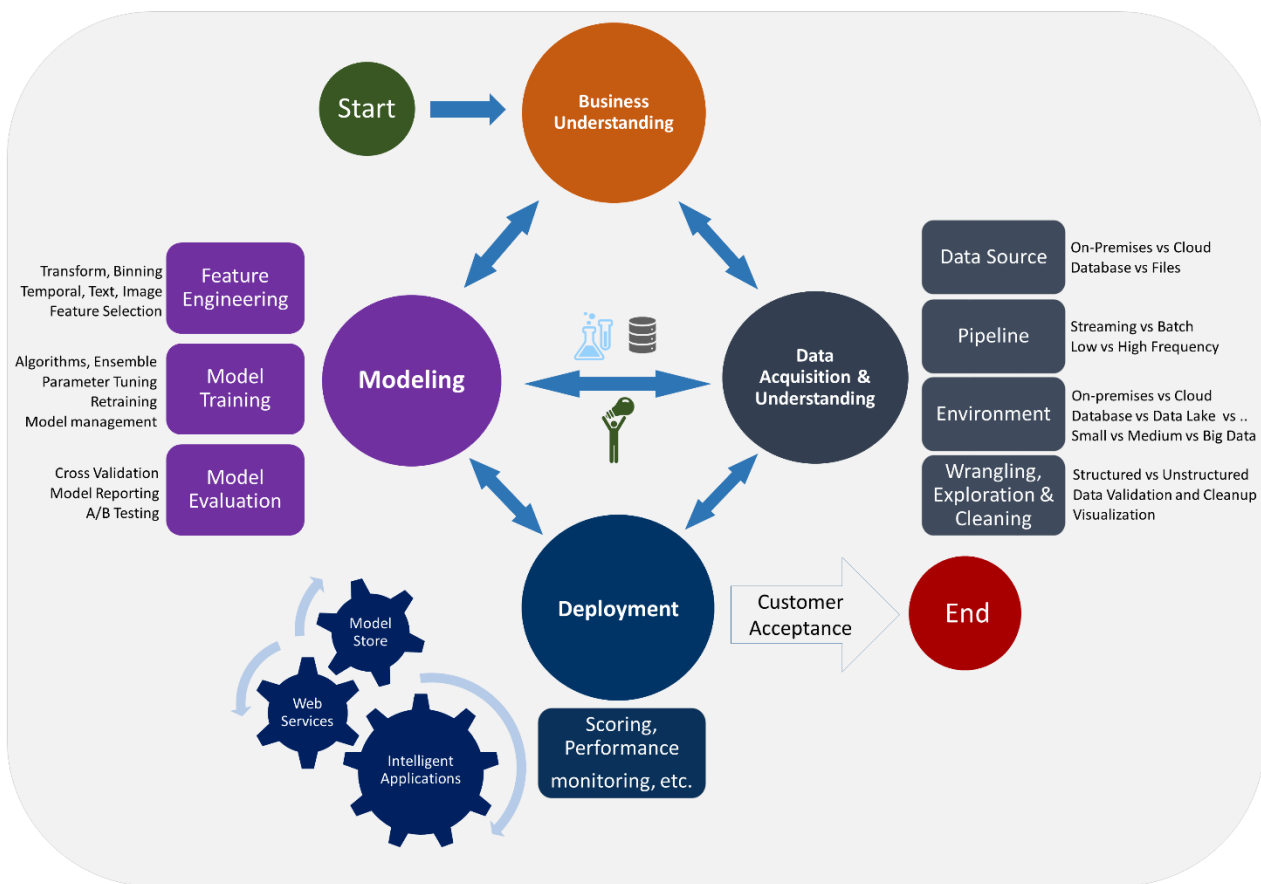 Start
Business
Understanding
Feature
Engineering
Transform, Binning
Temporal, Text, Image
Feature Selection
Model
Training
Algorithms, Ensemble
Parameter Tuning
Retraining
Model management
Model
Evaluation
Cross Validation
Model Reporting
A/B Testing
Modeling
Data
Acquisition &
Understanding
Data Source
On-Premises vs Cloud
Database vs Files
Pipeline
Streaming vs Batch
Low vs High Frequency
Environment
On-premises vs Cloud
Database vs Data Lake vs ..
Small vs Medium vs Big Data
Wrangling,
Exploration &
Cleaning
Structured vs Unstructured
Data Validation and Cleanup
Visualization
Deployment
Customer
Acceptance
End
Model
Store
Web
Services
Intelligent
Applications
Scoring,
Performance
monitoring, etc.